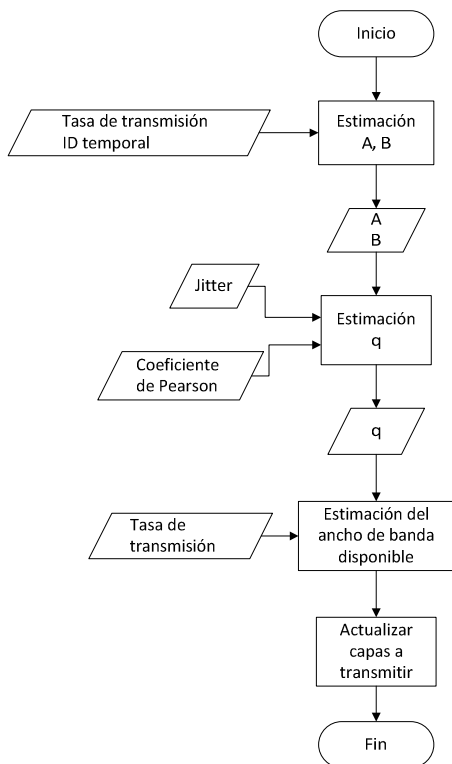 Inicio
Tasa de transmisión
ID temporal
Estimación
A, B
A
B
Jitter
Estimación
q
Coeficiente
de Pearson
q
Tasa de
transmisión
Estimación del
ancho de banda
disponible
Actualizar
capas a
transmitir
Fin